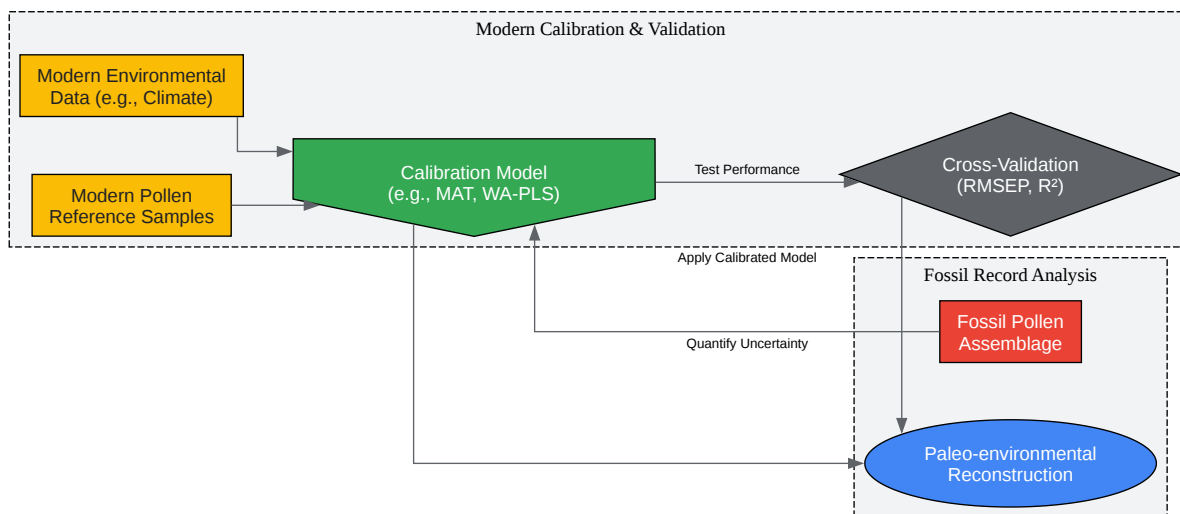 Modern Calibration & Validation
Modern Environmental
Data (e.g., Climate)
Modern Pollen
Reference Samples
Calibration Model
(e.g., MAT, WA-PLS)
Test Performance
Cross-Validation
(RMSEP, R²)
Apply Calibrated Model
Fossil Record Analysis
Fossil Pollen
Assemblage
Quantify Uncertainty
Paleo-environmental
Reconstruction